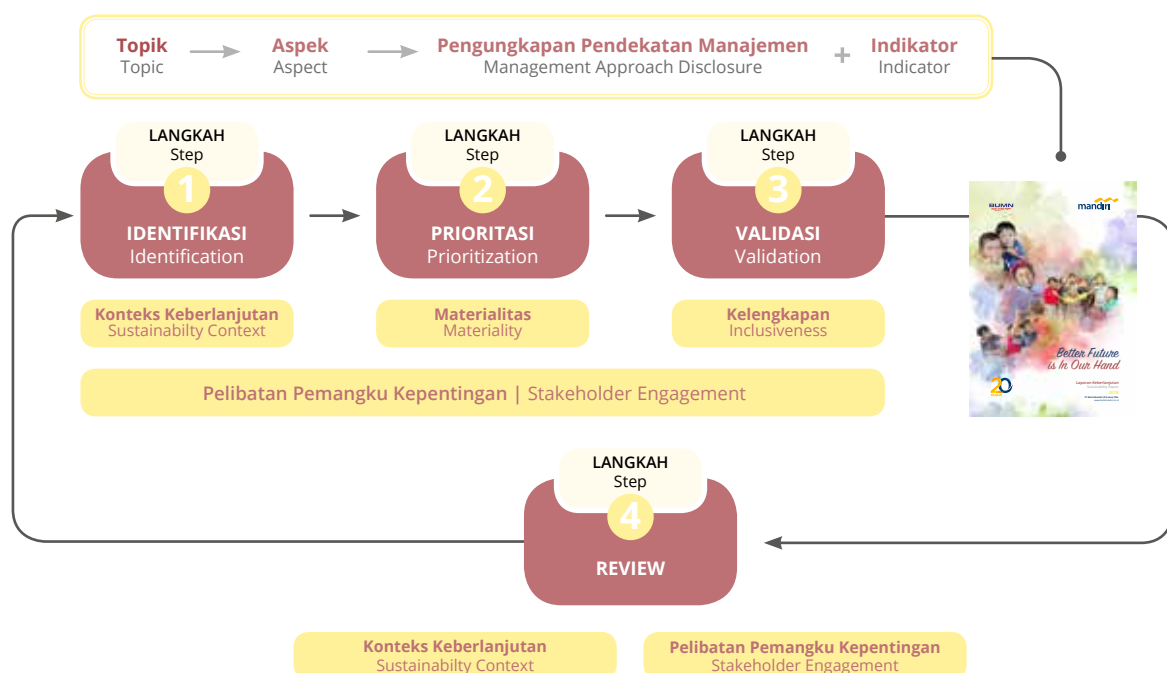 Topik
Topic
Aspek
Aspect
Pengungkapan Pendekatan Manajemen
Management Approach Disclosure
+
Indikator
Indicator
LANGKAH
Step
1
IDENTIFIKASI
Identification
LANGKAH
Step
2
PRIORITASI
Prioritization
LANGKAH
Step
3
VALIDASI
Validation
Konteks Keberlanjutan
Sustainabilty Context
Materialitas
Materiality
Kelengkapan
Inclusiveness
Pelibatan Pemangku Kepentingan | Stakeholder Engagement
BUMN
mandiri
Better Future
is In Our Hand
20
Laporan Keberlanjutan
LANGKAH
Step
4
REVIEW
Konteks Keberlanjutan
Sustainabilty Context
Pelibatan Pemangku Kepentingan
Stakeholder Engagement